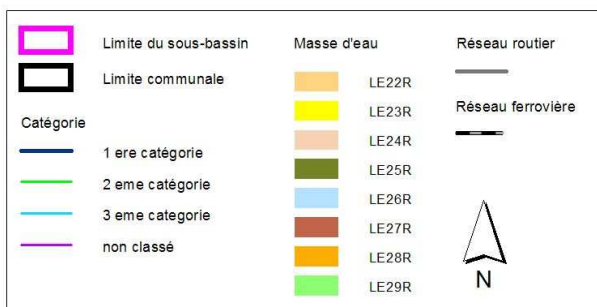 Limite du sous-bassin
Limite communale
Catégorie
1 ere catégorie
2 eme catégorie
3 eme categorie
non classé
Masse d'eau
LE22R
LE23R
LE24R
LE25R
LE26R
LE27R
LE28R
LE29R
Réseau routier
Réseau ferrovière
N